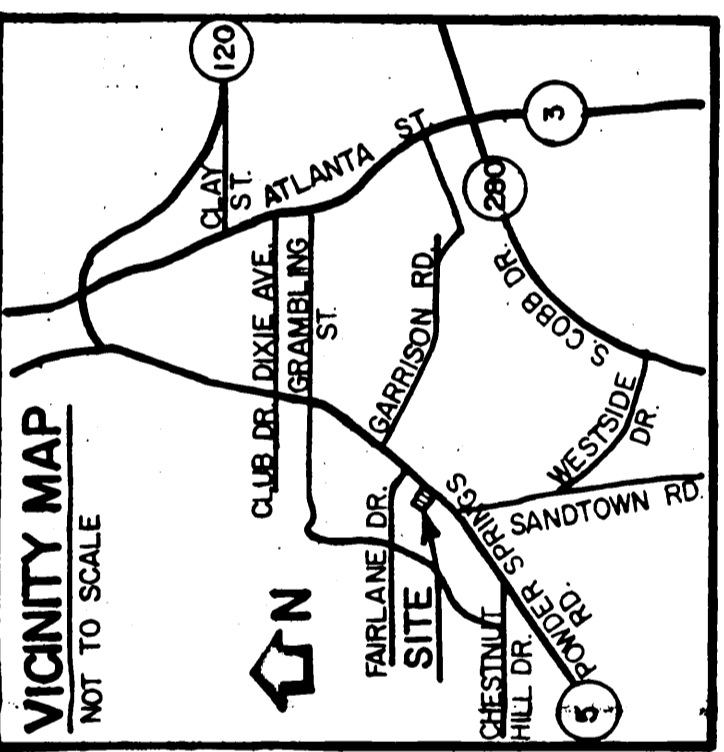 VICINITY MAP
NOT TO SCALE
N
120
CLAY
ST.
ATLANTA ST.
3
280
CLUB DR.
DIXIE AVE.
GRAMBLING
ST.
GARRISON RD.
S. COBB DR.
WESTSIDE
DR.
SANDTOWN RD.
FAIRLANE DR.
SITE
CHESTNUT
HILL DR.
POWDER SPRINGS
RD.
5